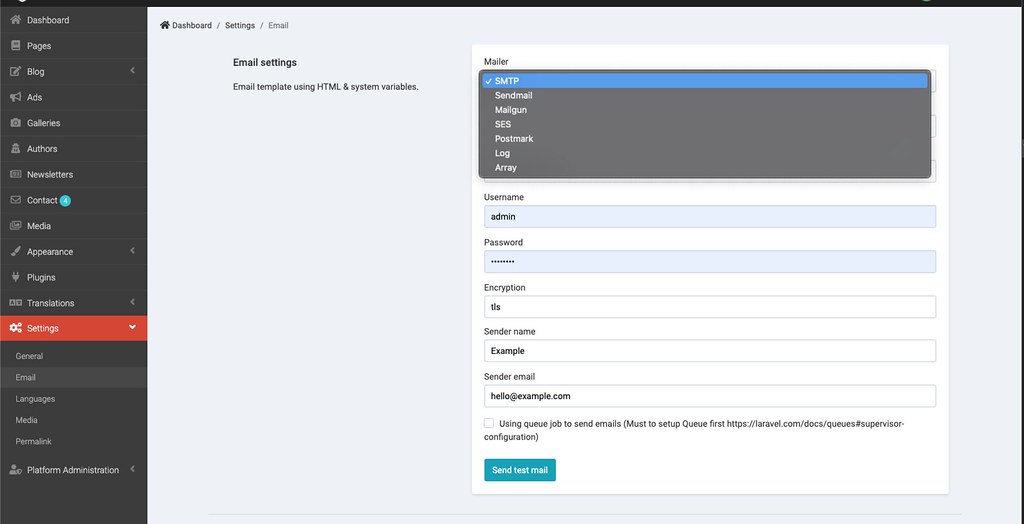 Dashboard
Pages
Blog
Ads
Galleries
Authors
Newsletters
Contact 4
Media
Appearance
Plugins
Translations
Settings
General
Email
Languages
Media
Permalink
Platform Administration
Dashboard / Settings / Email
Email settings
Email template using HTML & system variables.
Mailer
✓ SMTP
Sendmail
Mailgun
SES
Postmark
Log
Array
Username
admin
Password
••••••••
Encryption
tls
Sender name
Example
Sender email
hello@example.com
Using queue job to send emails (Must to setup Queue first https://laravel.com/docs/queues#supervisor-
configuration)
Send test mail